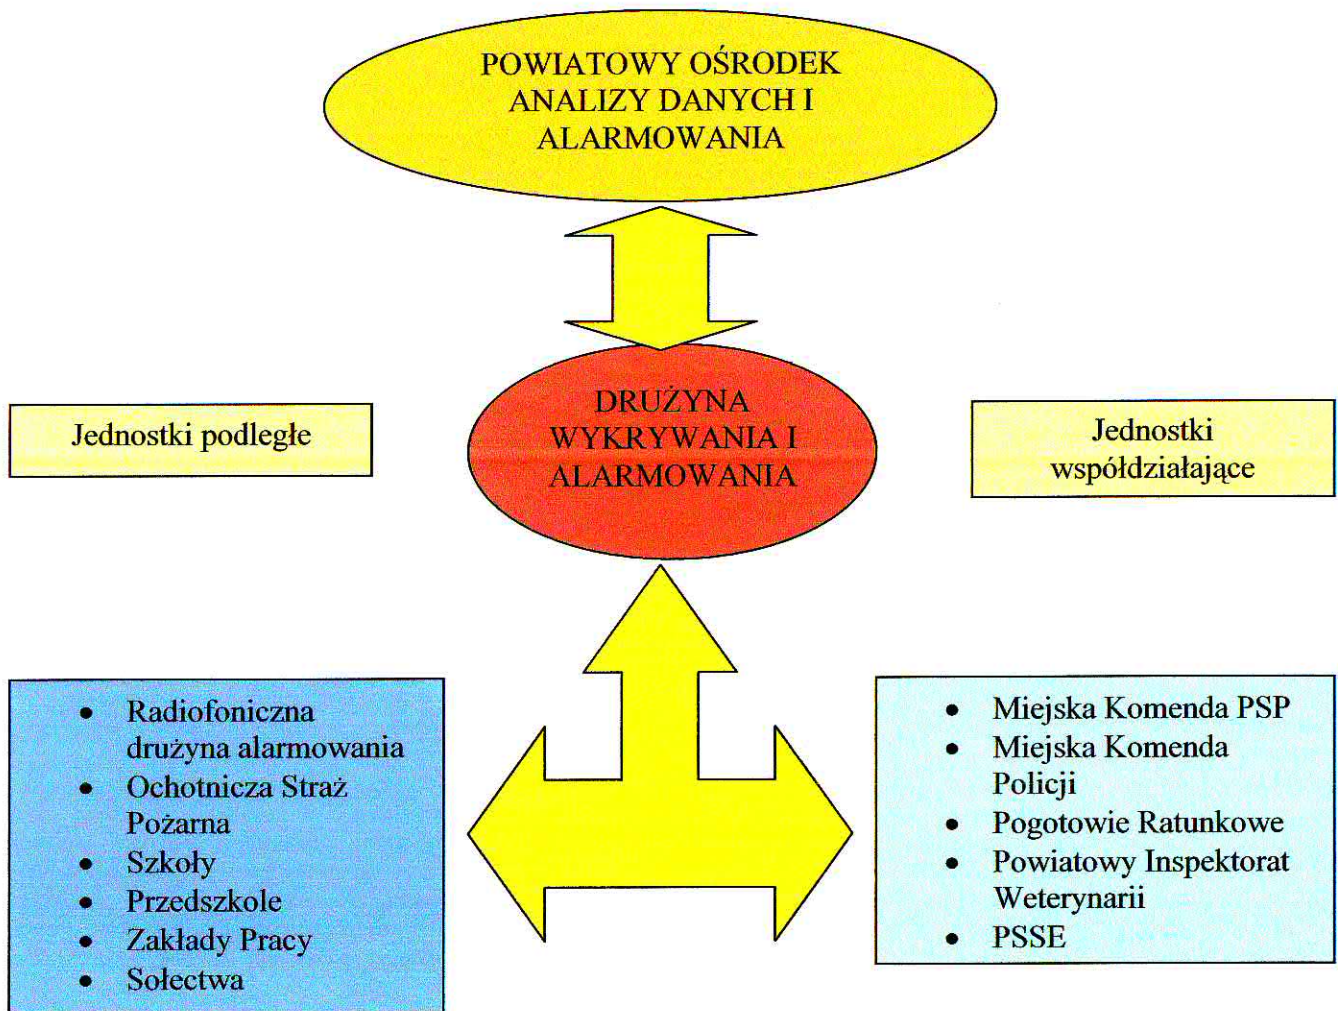 POWIATOWY OŚRODEK
ANALIZY DANYCH I
ALARMOWANIA
DRUŻYNA
WYKRYWANIA I
ALARMOWANIA
Jednostki podległe
Jednostki
współdziałające
• Radiofoniczna
drużyna alarmowania
• Ochotnicza Straż
Pożarna
• Szkoły
• Przedszkole
• Zakłady Pracy
• Sołectwa
• Miejska Komenda PSP
• Miejska Komenda
Policji
• Pogotowie Ratunkowe
• Powiatowy Inspektorat
Weterynarii
• PSSE